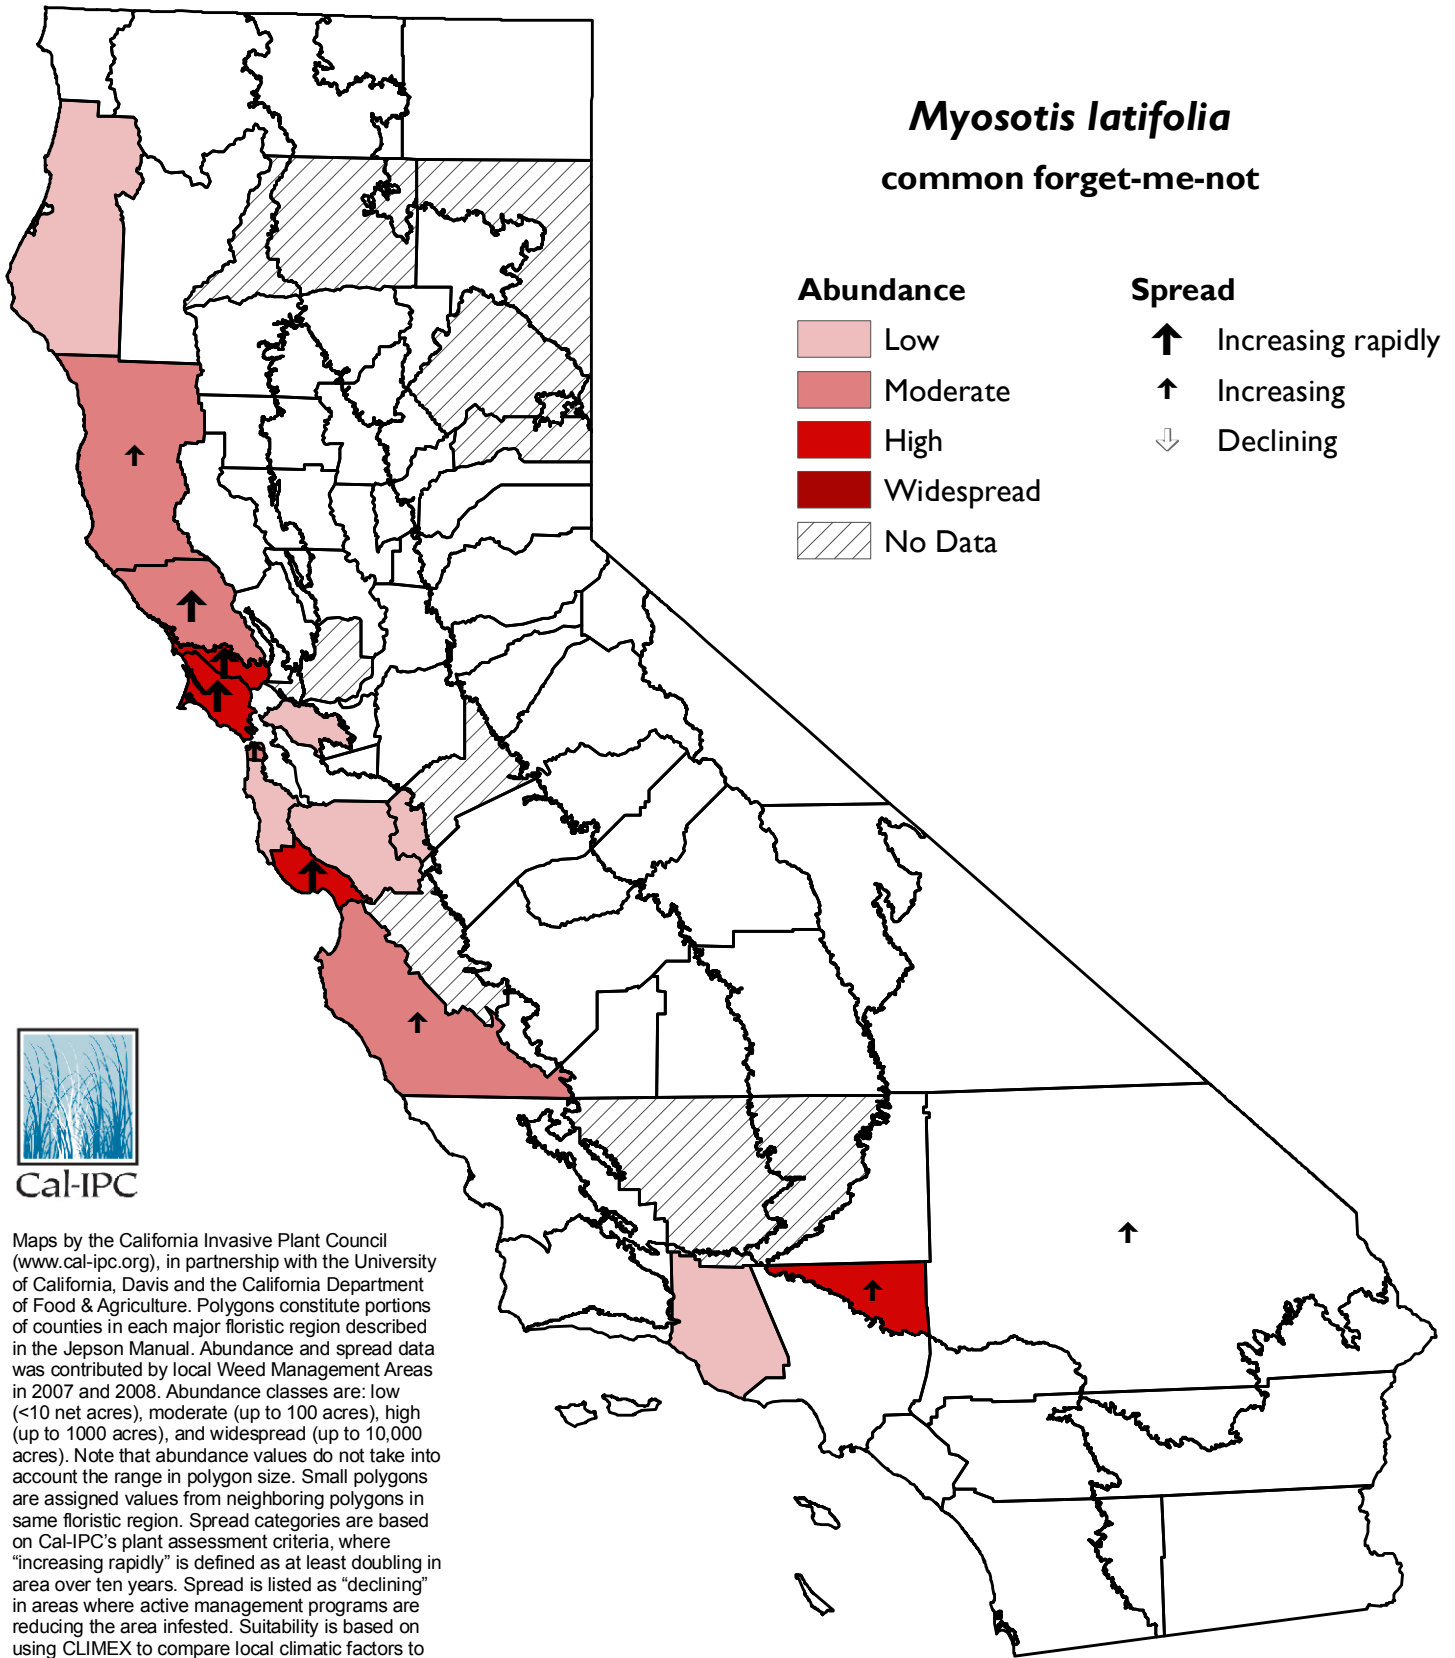 Myosotis latifolia
common forget-me-not
Abundance
Low
Moderate
High
Widespread
No Data
Spread
Increasing rapidly
Increasing
Declining
Cal-IPC
Maps by the California Invasive Plant Council
(www.cal-ipc.org), in partnership with the University
of California, Davis and the California Department
of Food & Agriculture. Polygons constitute portions
of counties in each major floristic region described
in the Jepson Manual. Abundance and spread data
was contributed by local Weed Management Areas
in 2007 and 2008. Abundance classes are: low
(<10 net acres), moderate (up to 100 acres), high
(up to 1000 acres), and widespread (up to 10,000
acres). Note that abundance values do not take into
account the range in polygon size. Small polygons
are assigned values from neighboring polygons in
same floristic region. Spread categories are based
on Cal-IPC's plant assessment criteria, where
“increasing rapidly” is defined as at least doubling in
area over ten years. Spread is listed as “declining”
in areas where active management programs are
reducing the area infested. Suitability is based on
using CLIMEX to compare local climatic factors to